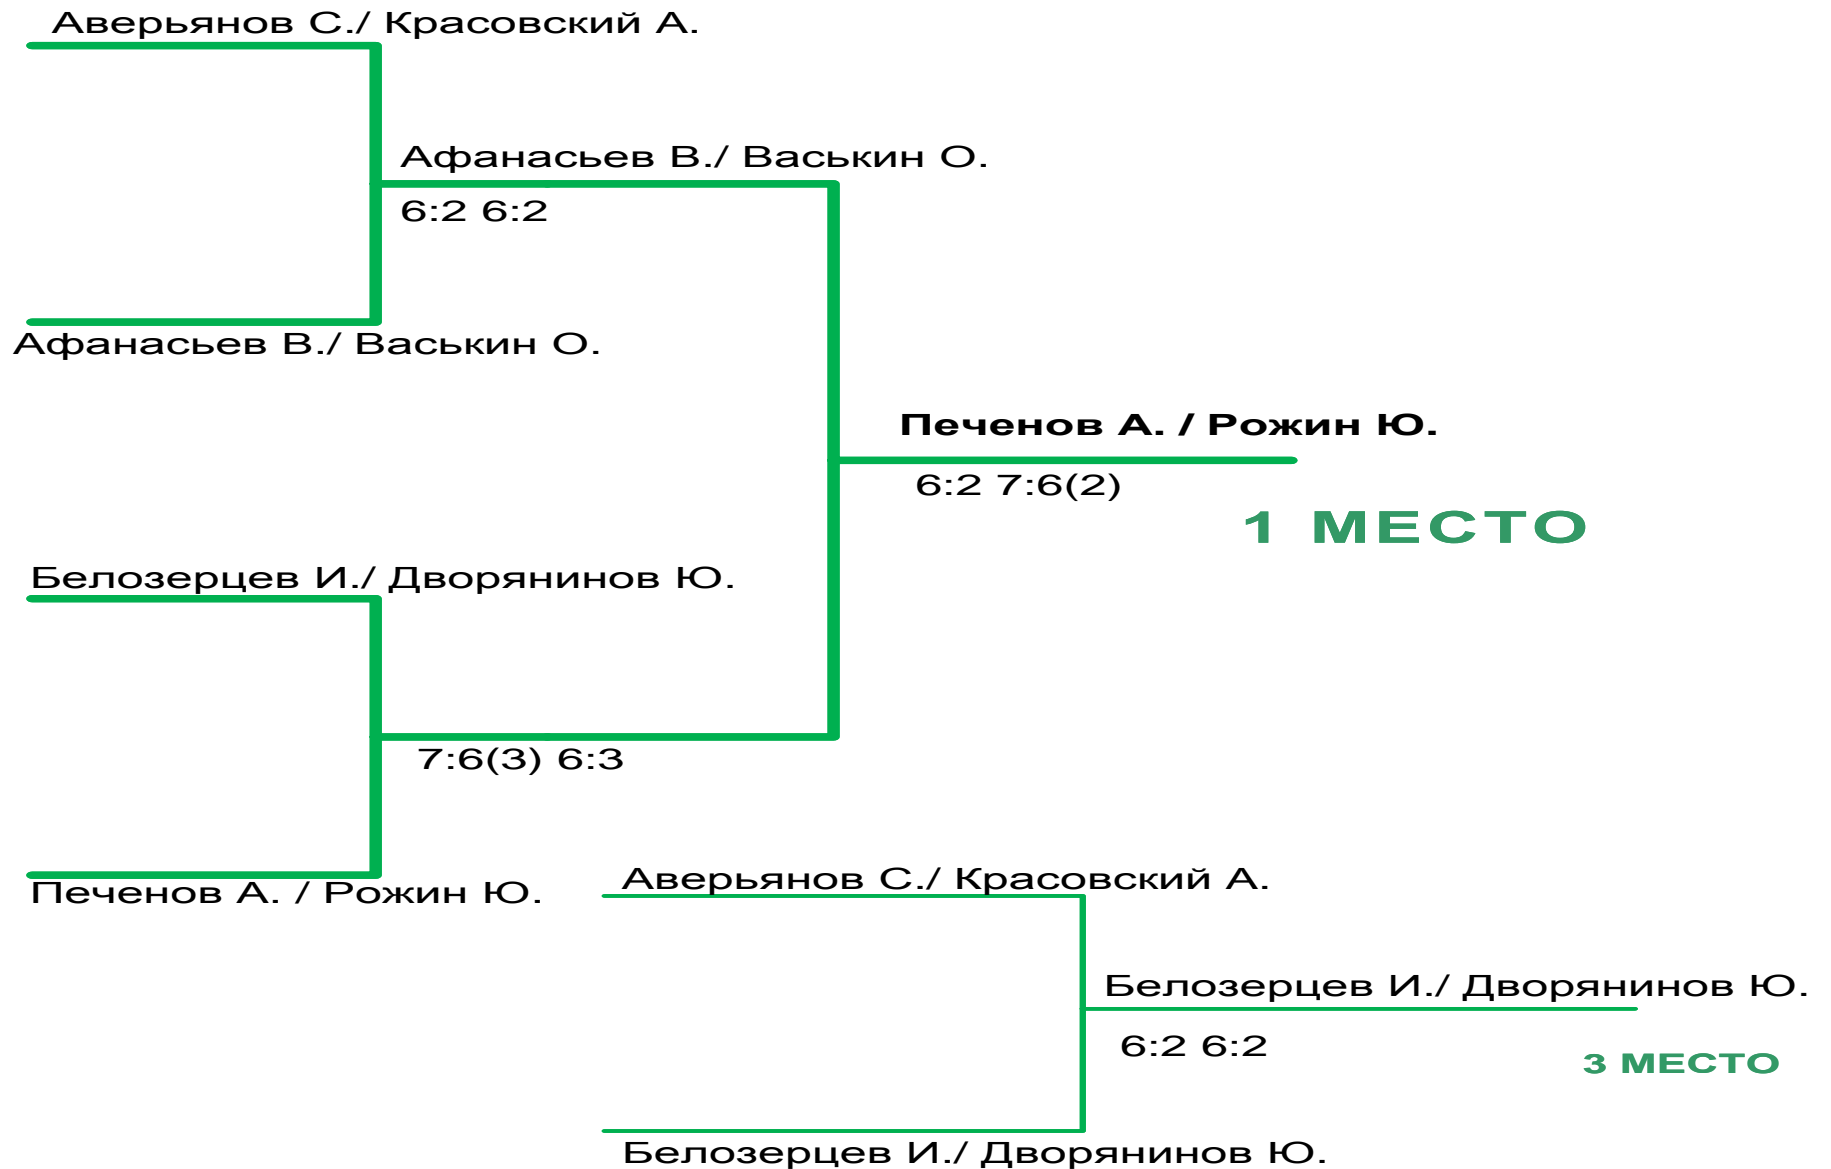 Аверьянов С./ Красовский А.
Афанасьев В./ Васькин О.
6:2 6:2
Афанасьев В./ Васькин О.
Печенов А. / Рожин Ю.
6:2 7:6(2)
1 МЕСТО
Белозерцев И./ Дворянинов Ю.
7:6(3) 6:3
Печенов А. / Рожин Ю.
Аверьянов С./ Красовский А.
Белозерцев И./ Дворянинов Ю.
6:2 6:2
3 МЕСТО
Белозерцев И./ Дворянинов Ю.